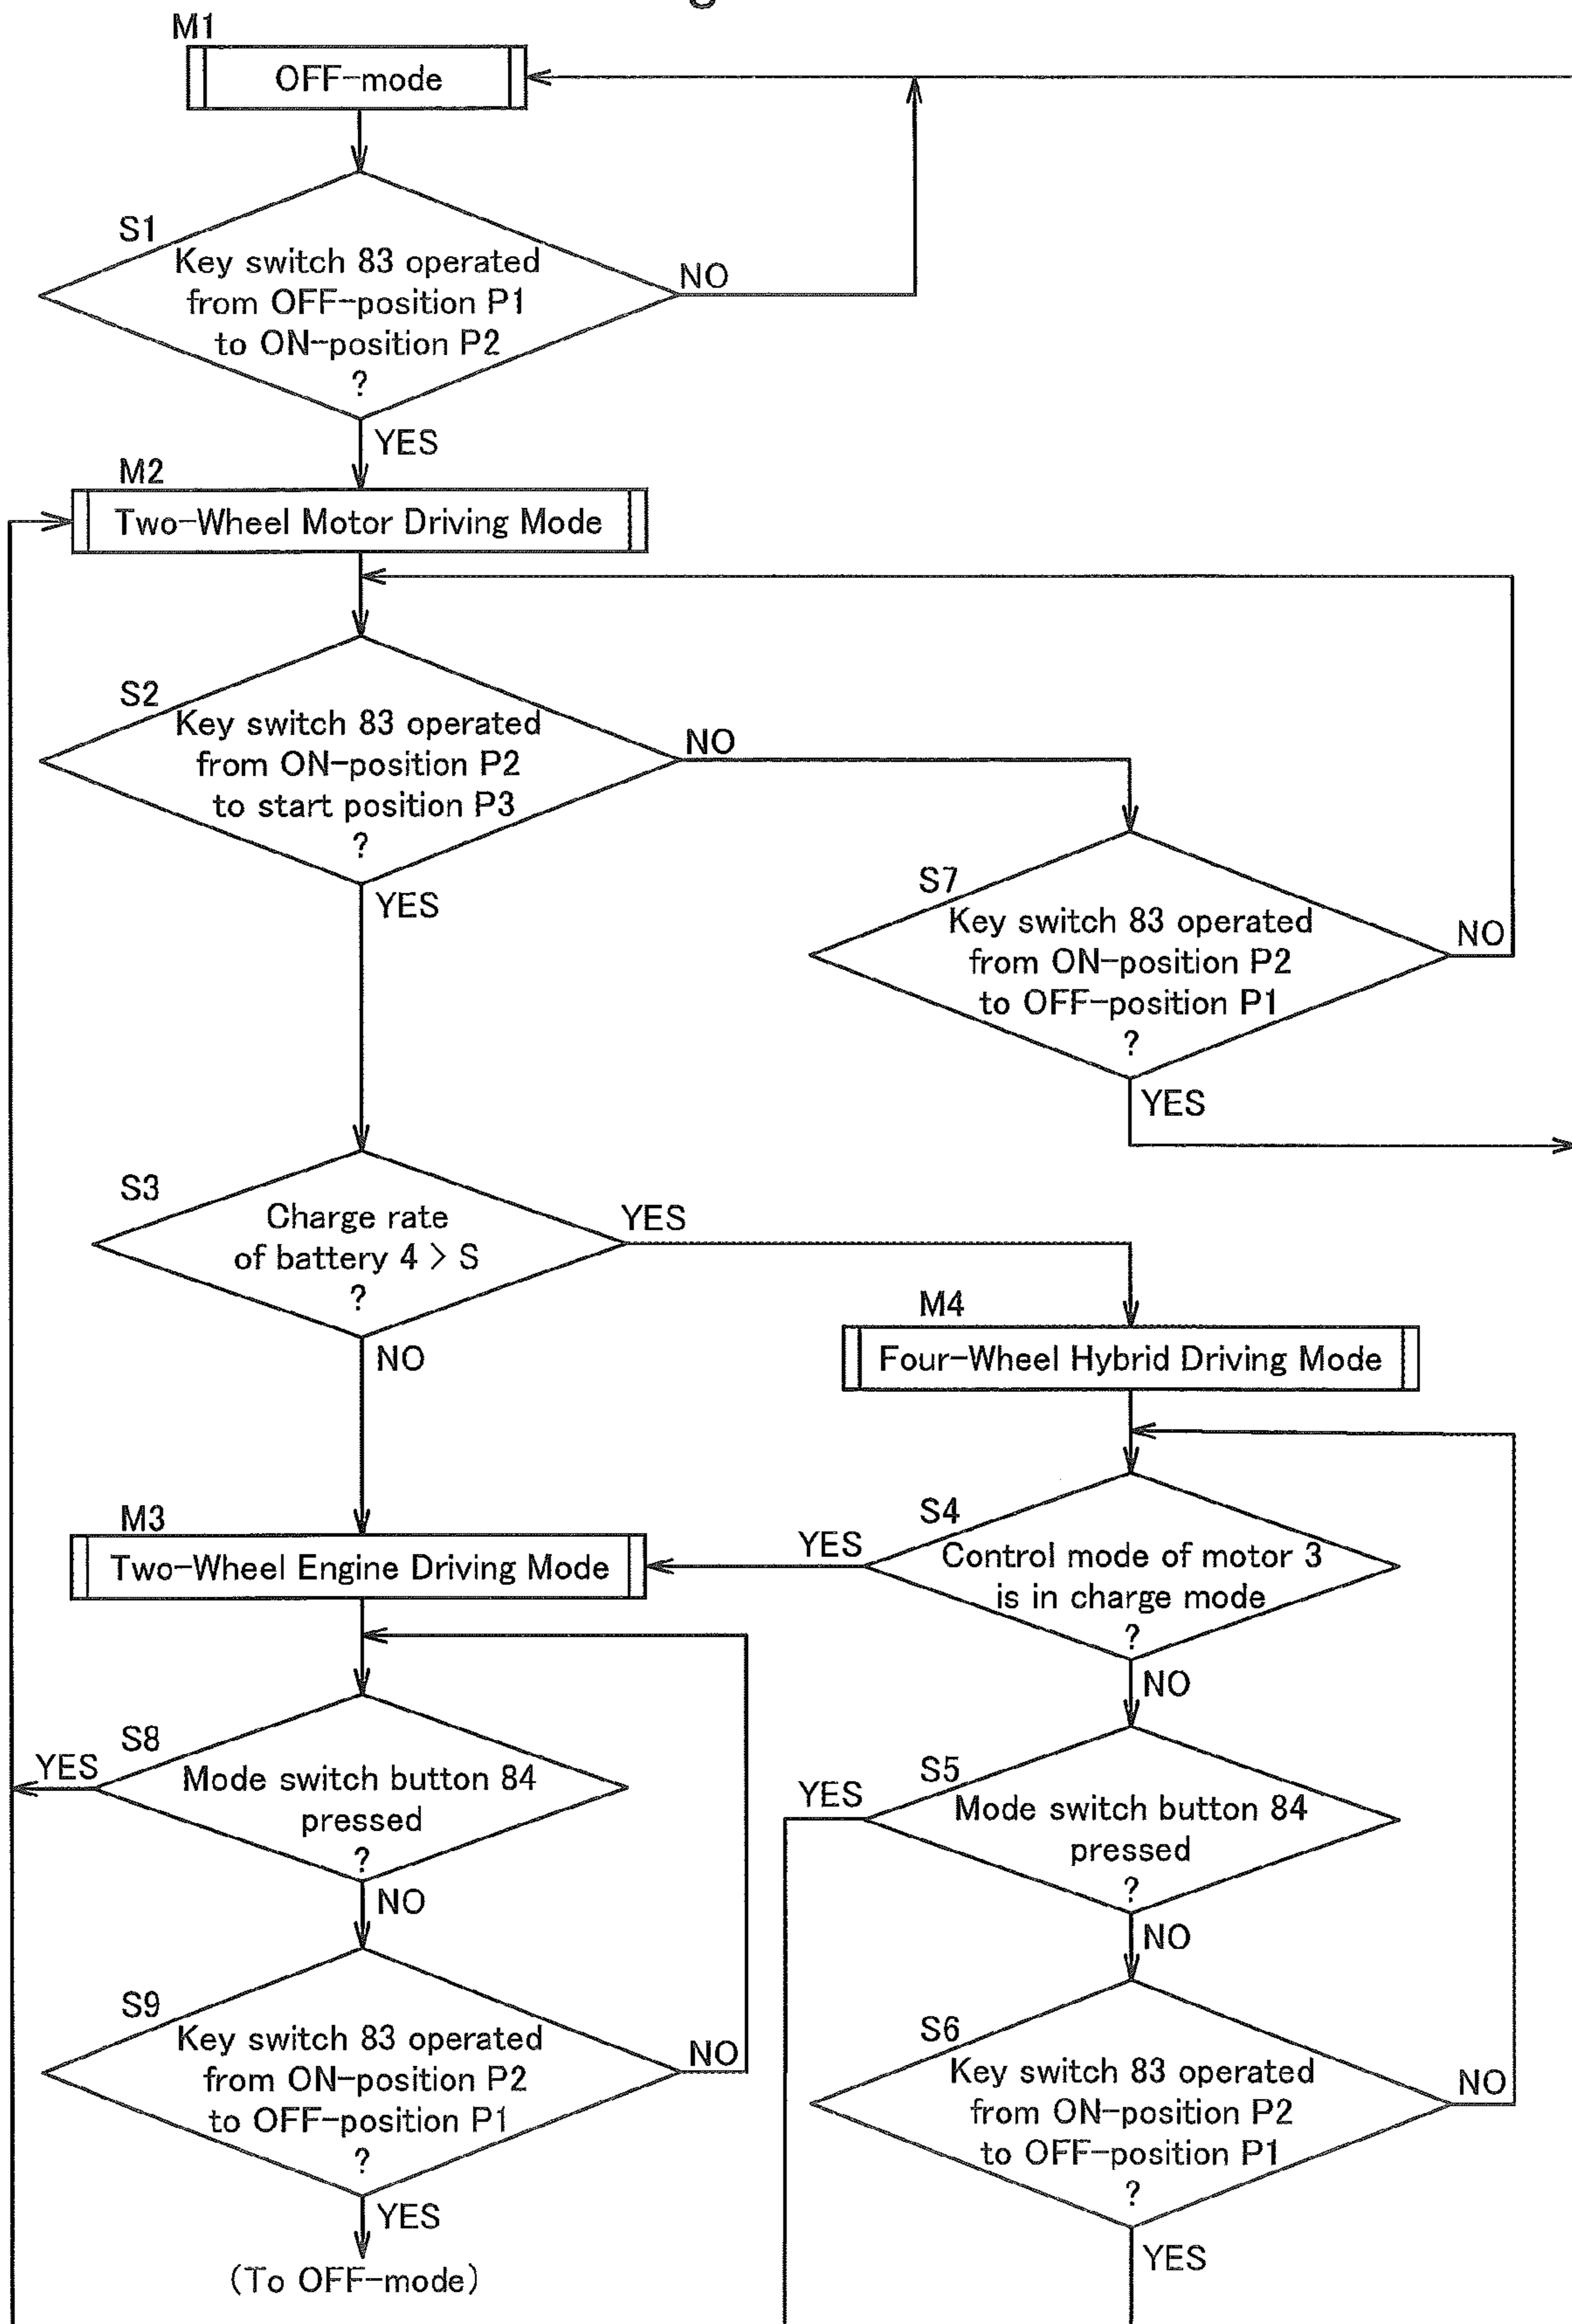 M1
OFF-mode
S1
Key switch 83 operated
from OFF-position P1
to ON-position P2
?
NO
YES
M2
Two-Wheel Motor Driving Mode
S2
Key switch 83 operated
from ON-position P2
to start position P3
?
NO
YES
S7
Key switch 83 operated
from ON-position P2
to OFF-position P1
?
NO
YES
S3
Charge rate
of battery 4 > S
?
YES
NO
M4
Four-Wheel Hybrid Driving Mode
M3
Two-Wheel Engine Driving Mode
S4
Control mode of motor 3
is in charge mode
?
YES
NO
S8
Mode switch button 84
pressed
?
YES
NO
S5
Mode switch button 84
pressed
?
YES
NO
S9
Key switch 83 operated
from ON-position P2
to OFF-position P1
?
NO
YES
(To OFF-mode)
S6
Key switch 83 operated
from ON-position P2
to OFF-position P1
?
NO
YES